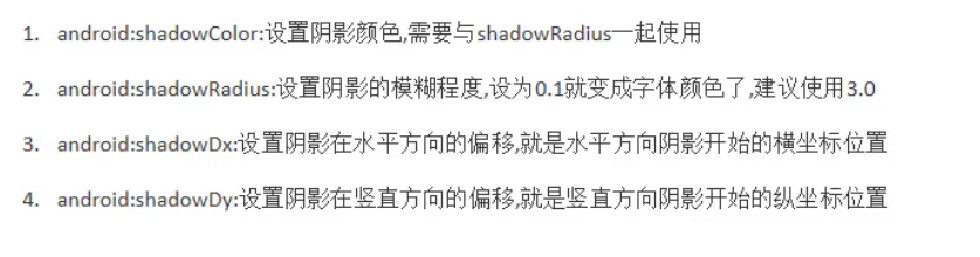 1. android:shadowColor:设置阴影颜色,需要与shadowRadius一起使用
2. android:shadowRadius:设置阴影的模糊程度,设为0.1就变成字体颜色了,建议使用3.0
3. android:shadowDx:设置阴影在水平方向的偏移,就是水平方向阴影开始的横坐标位置
4. android:shadowDy:设置阴影在竖直方向的偏移,就是竖直方向阴影开始的纵坐标位置